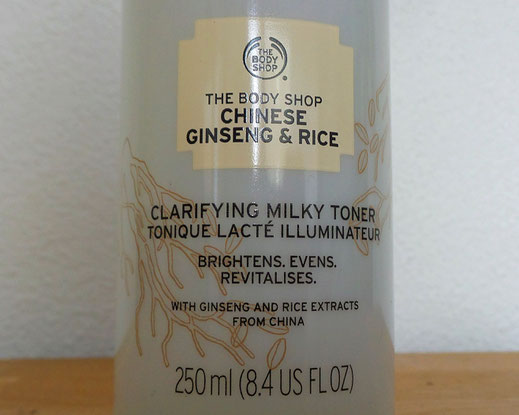 THE
BODY
SHOP
THE BODY SHOP
CHINESE
GINSENG & RICE
CLARIFYING MILKY TONER
TONIQUE LACTÉ ILLUMINATEUR
BRIGHTENS. EVENS.
REVITALISES.
WITH GINSENG AND RICE EXTRACTS
FROM CHINA
250 ml (8.4 US FL OZ)